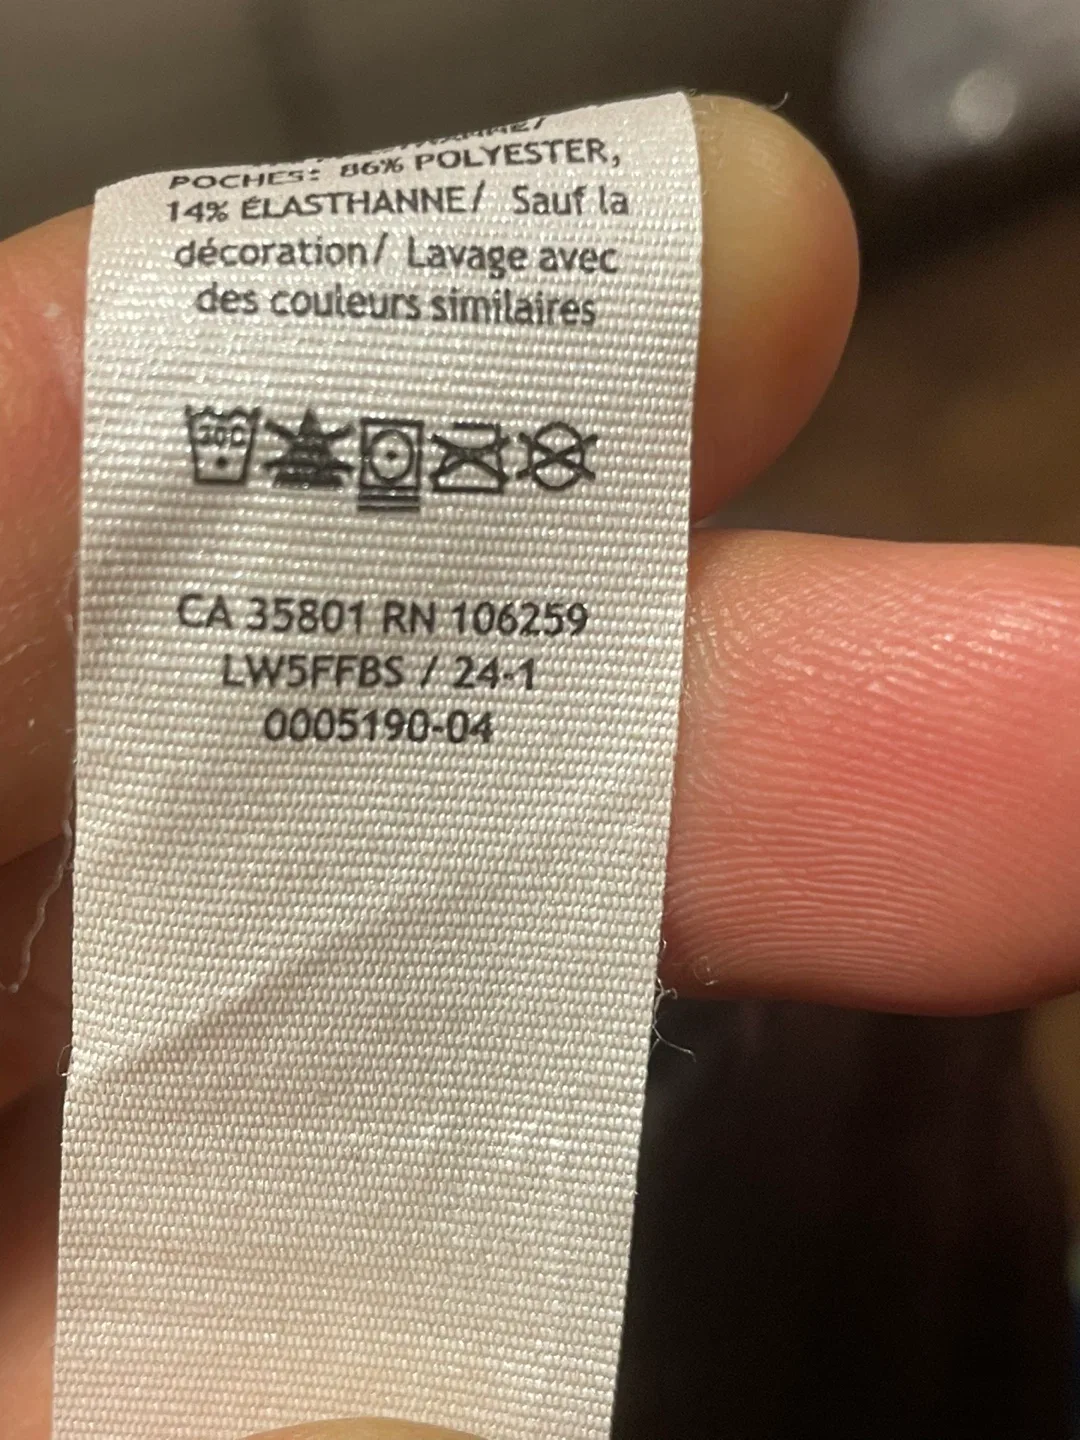 POCHES: 86% POLYESTER,
14% ÉLASTHANNE/ Sauf la
décoration/ Lavage avec
des couleurs similaires
30C
CA 35801 RN 106259
LW5FFBS / 24-1
0005190-04